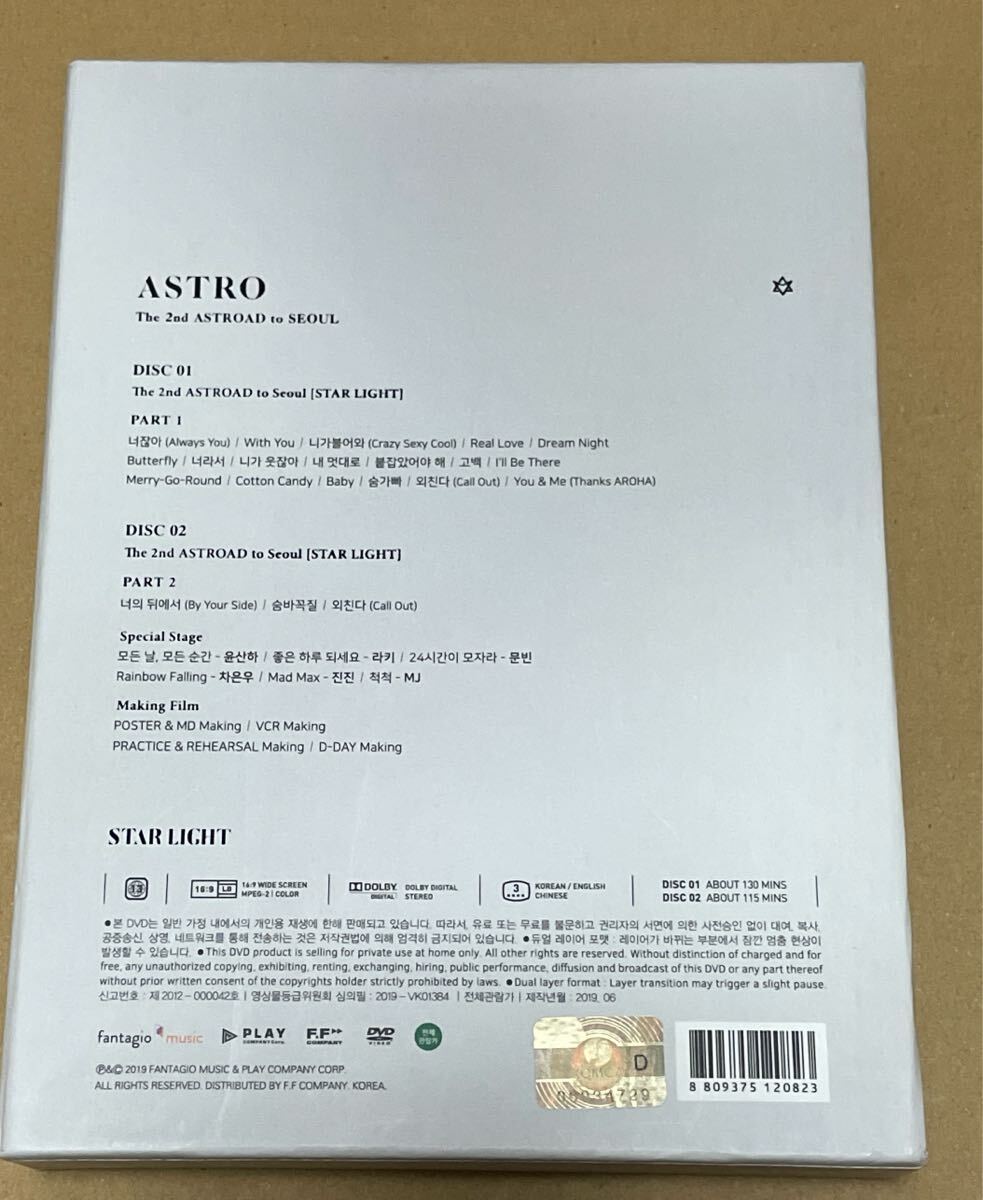 ASTRO
The 2nd ASTROAD to SEOUL
DISC 01
The 2nd ASTROAD to Seoul [STAR LIGHT]
PART 1
너잖아 (Always You) / With You / 니가불어와 (Crazy Sexy Cool) / Real Love / Dream Night
Butterfly / 너라서 / 니가 웃잖아 / 내 멋대로 / 붙잡았어야 해 / 고백 / I'll Be There
Merry-Go-Round / Cotton Candy / Baby / 숨가빠 / 외친다 (Call Out) / You & Me (Thanks AROHA)
DISC 02
The 2nd ASTROAD to Seoul [STAR LIGHT]
PART 2
너의 뒤에서 (By Your Side) / 숨바꼭질 / 외친다 (Call Out)
Special Stage
모든 날, 모든 순간 - 윤산하 / 좋은 하루 되세요 - 라키 / 24시간이 모자라 - 문빈
Rainbow Falling - 차은우 / Mad Max - 진진 / 척척 - MJ
Making Film
POSTER & MD Making / VCR Making
PRACTICE & REHEARSAL Making / D-DAY Making
STAR LIGHT
16:9 LB 16:9 WIDE SCREEN
MPEG-2 | COLOR
DOLBY DIGITAL DOLBY DIGITAL
STEREO
3 KOREAN / ENGLISH
CHINESE
DISC 01 ABOUT 130 MINS
DISC 02 ABOUT 115 MINS
●본 DVD는 일반 가정 내에서의 개인용 재생에 한해 판매되고 있습니다. 따라서, 유료 또는 무료를 불문하고 권리자의 서면에 의한 사전승인 없이 대여, 복사,
공중송신, 상영, 네트워크를 통해 전송하는 것은 저작권법에 의해 엄격히 금지되어 있습니다. ●듀얼 레이어 포맷 : 레이어가 바뀌는 부분에서 잠깐 멈춤 현상이
발생할 수 있습니다. ●This DVD product is selling for private use at home only. All other rights are reserved. Without distinction of charged and for
free, any unauthorized copying, exhibiting, renting, exchanging, hiring, public performance, diffusion and broadcast of this DVD or any part thereof
without prior written consent of the copyrights holder strictly prohibited by laws. ●Dual layer format : Layer transition may trigger a slight pause.
신고번호 : 제 2012-000042호 | 영상물등급위원회 심의필 : 2019-VK01384 | 전체관람가 | 제작년월 : 2019. 06
fantagio music PLAY COMPANY Corp. F.F COMPANY DVD VIDEO 전체관람가
D
℗&© 2019 FANTAGIO MUSIC & PLAY COMPANY CORP.
ALL RIGHTS RESERVED. DISTRIBUTED BY F.F COMPANY. KOREA.
8 809375 120823